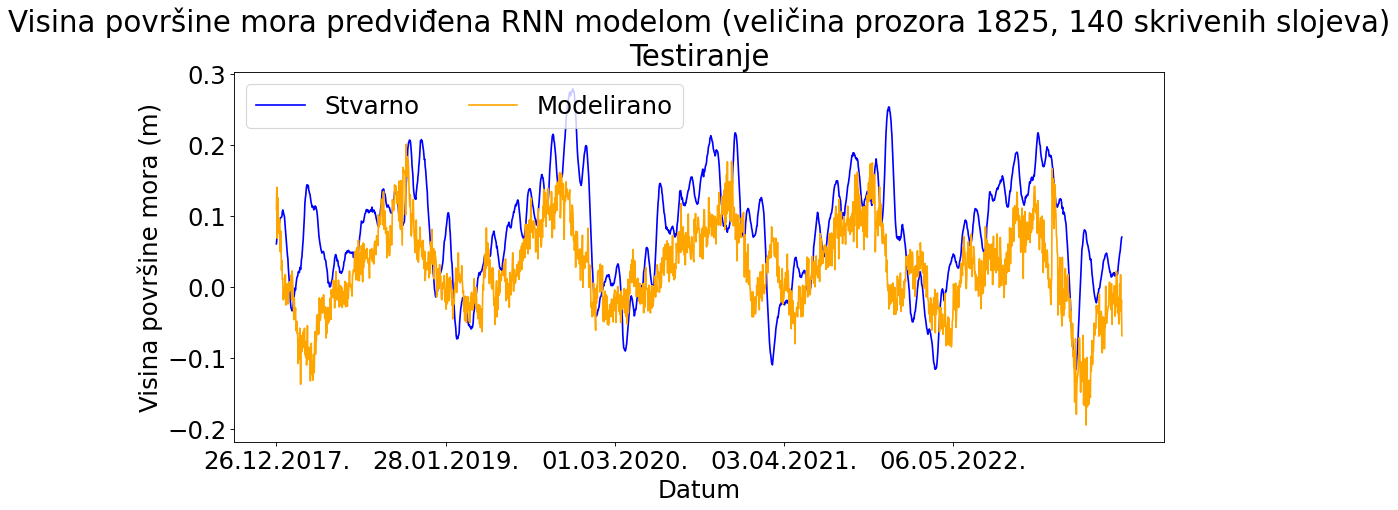 Visina površine mora predviđena RNN modelom (veličina prozora 1825, 140 skrivenih slojeva)
Testiranje
Stvarno
Modelirano
Visina površine mora (m)
0.3
0.2
0.1
0.0
−0.1
−0.2
26.12.2017.
28.01.2019.
01.03.2020.
03.04.2021.
06.05.2022.
Datum